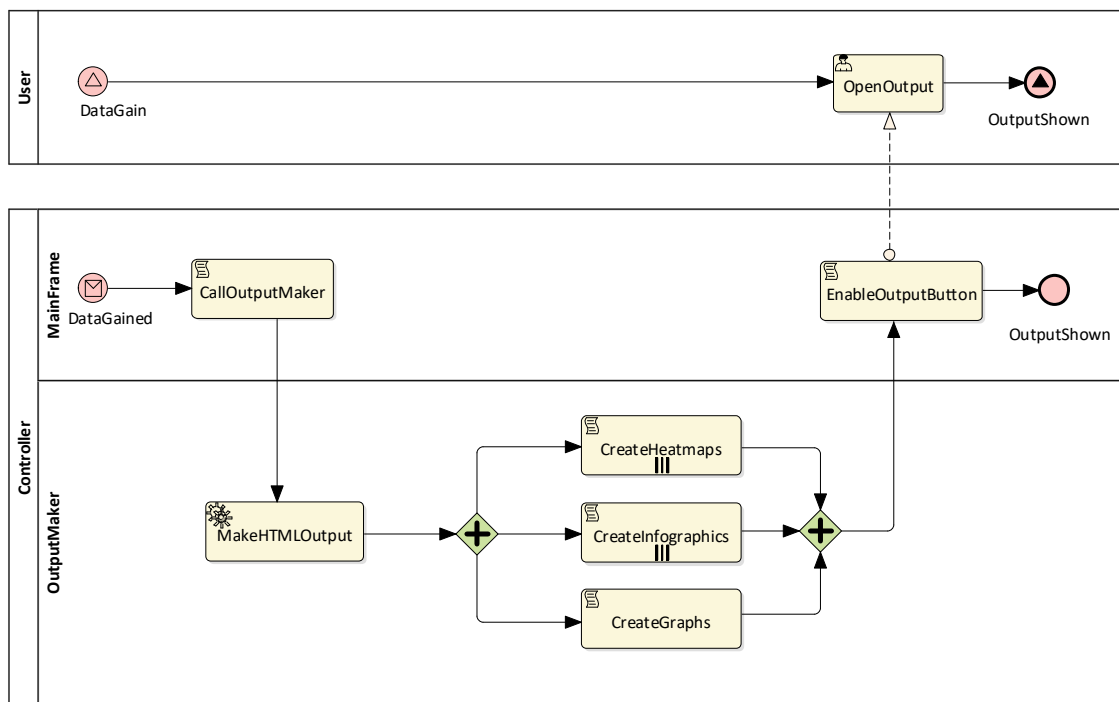 User
DataGain
OpenOutput
OutputShown
Controller
MainFrame
DataGained
CallOutputMaker
EnableOutputButton
OutputShown
OutputMaker
MakeHTMLOutput
CreateHeatmaps
CreateInfographics
CreateGraphs